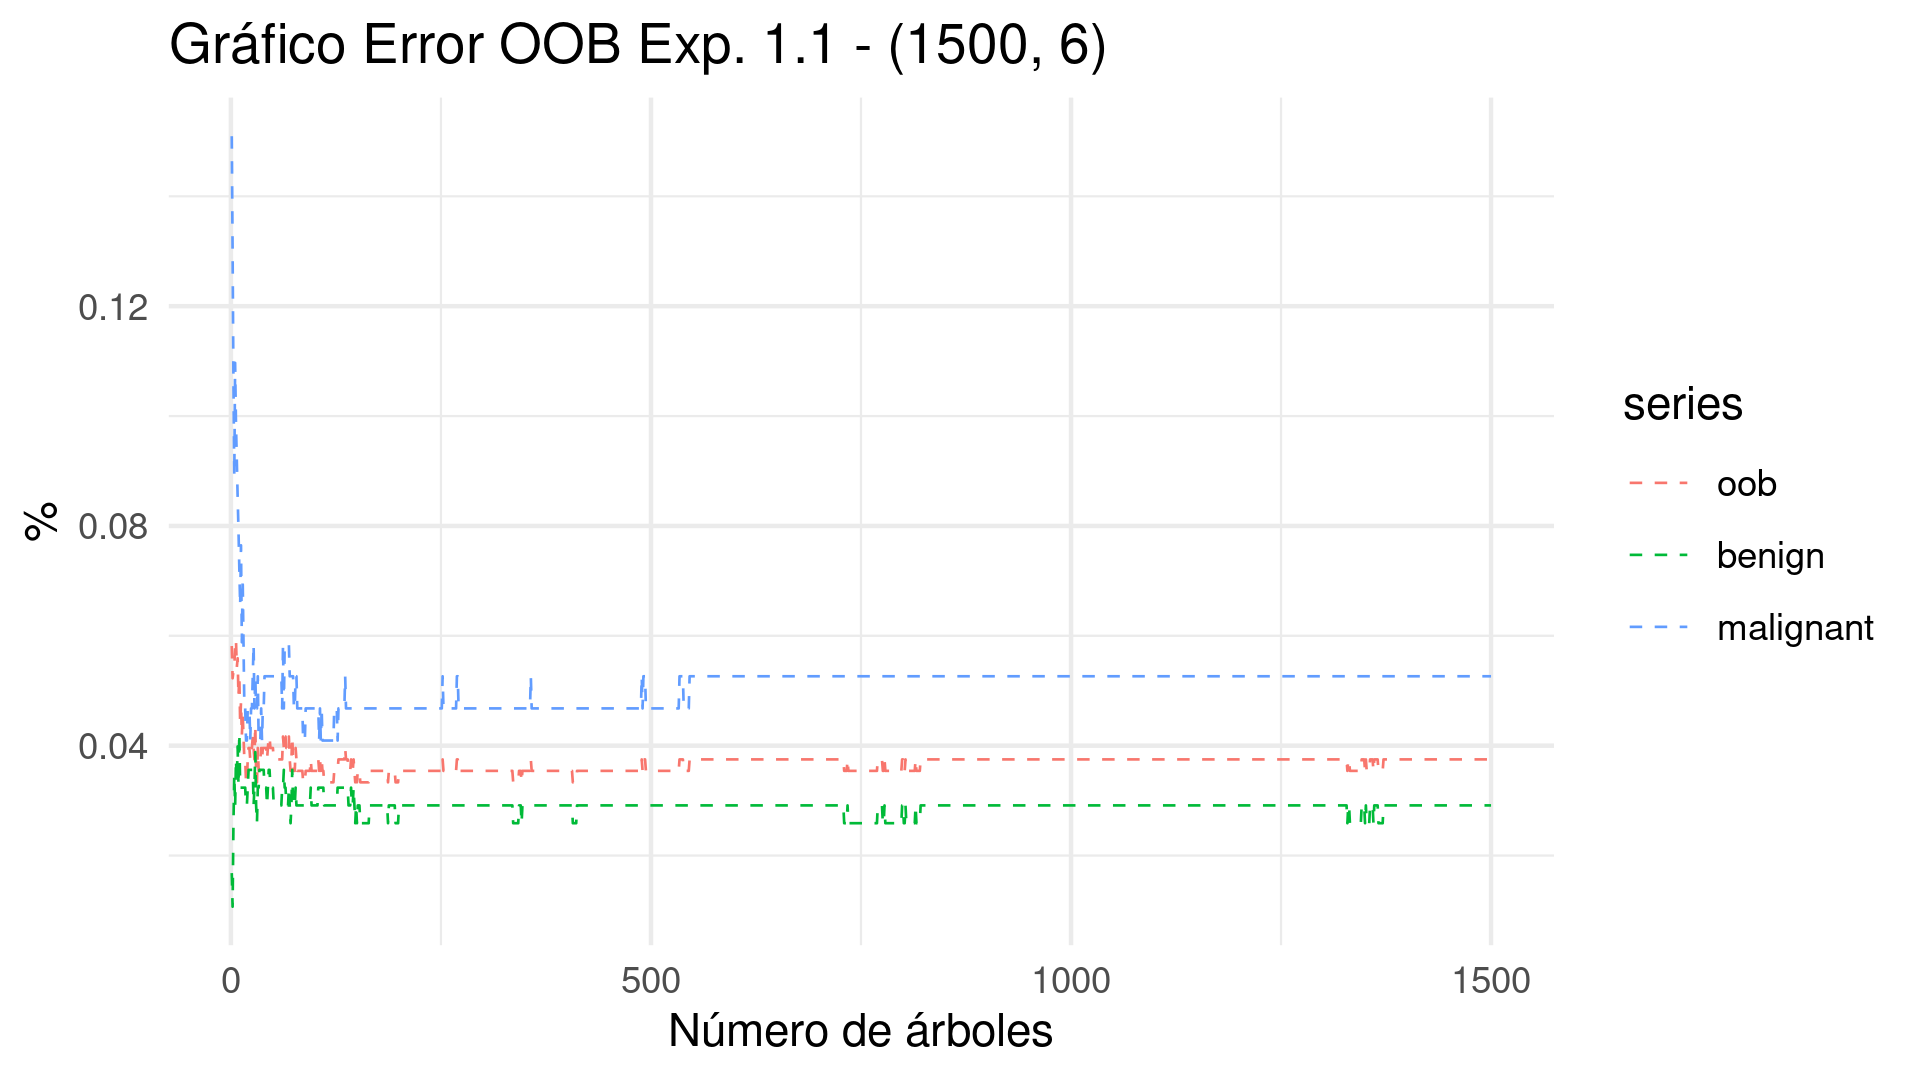 Gráfico Error OOB Exp. 1.1 - (1500, 6)
%
0.12
0.08
0.04
0
500
1000
1500
Número de árboles
series
oob
benign
malignant